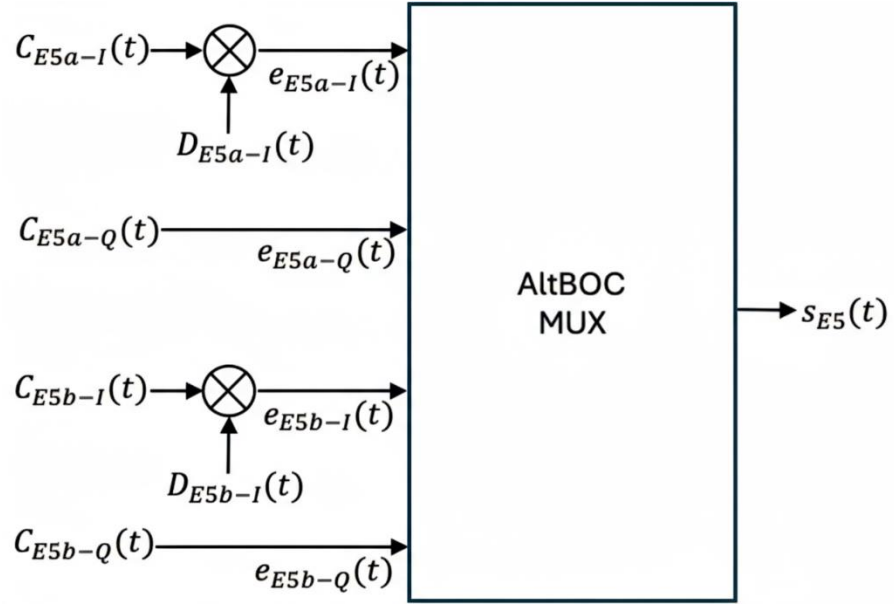 C_{E5a-I}(t)
e_{E5a-I}(t)
D_{E5a-I}(t)
C_{E5a-Q}(t)
e_{E5a-Q}(t)
AltBOC
MUX
s_{E5}(t)
C_{E5b-I}(t)
e_{E5b-I}(t)
D_{E5b-I}(t)
C_{E5b-Q}(t)
e_{E5b-Q}(t)